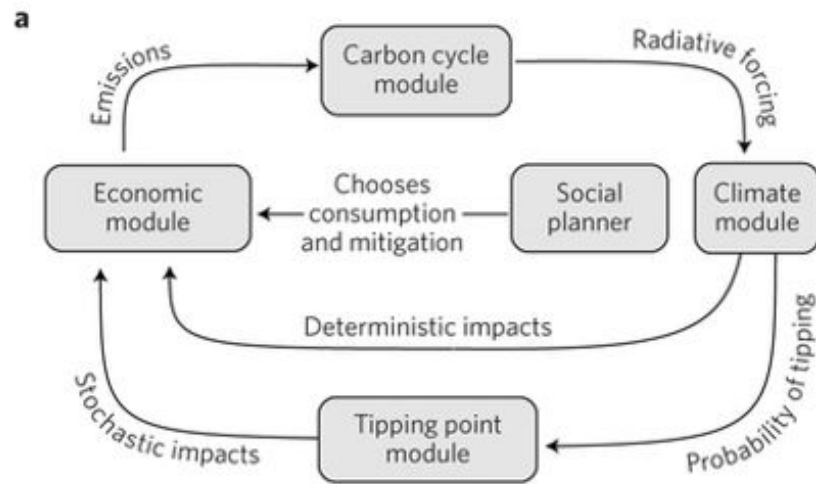 a
Emissions
Carbon cycle
module
Radiative forcing
Economic
module
Chooses
consumption
and mitigation
Social
planner
Climate
module
Deterministic impacts
Stochastic impacts
Tipping point
module
Probability of tipping